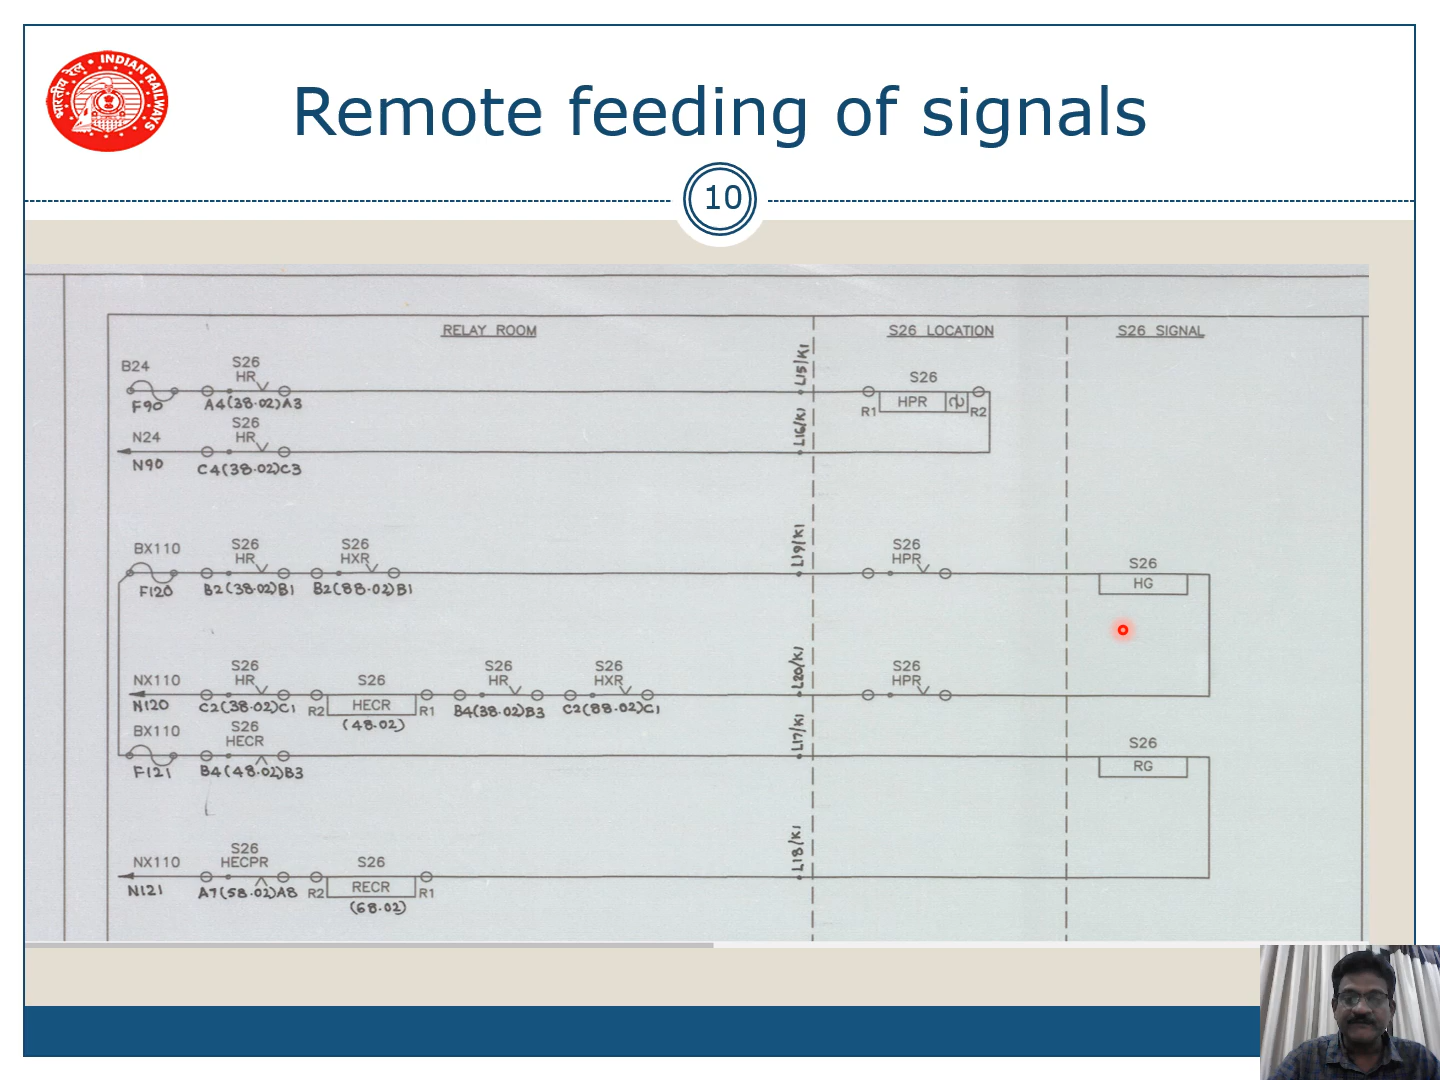 भारतीय रेल • INDIAN RAILWAYS
Remote feeding of signals
10
RELAY ROOM
S26 LOCATION
S26 SIGNAL
B24
S26
HR
F90
A4(38.02)A3
L15/K1
S26
R1 HPR R2
N24
S26
HR
N90
C4(38.02)C3
L16/K1
BX110
S26
HR
S26
HXR
F120
B2(38.02)B1
B2(88.02)B1
L19/K1
S26
HPR
S26
HG
NX110
S26
HR
S26
S26
HR
S26
HXR
N120
C2(38.02)C1
R2 HECR R1
(48.02)
B4(38.02)B3
C2(88.02)C1
L20/K1
S26
HPR
BX110
S26
HECR
F121
B4(48.02)B3
L17/K1
S26
RG
NX110
S26
HECPR
S26
N121
A7(58.02)A8
R2 RECR R1
(68.02)
L18/K1